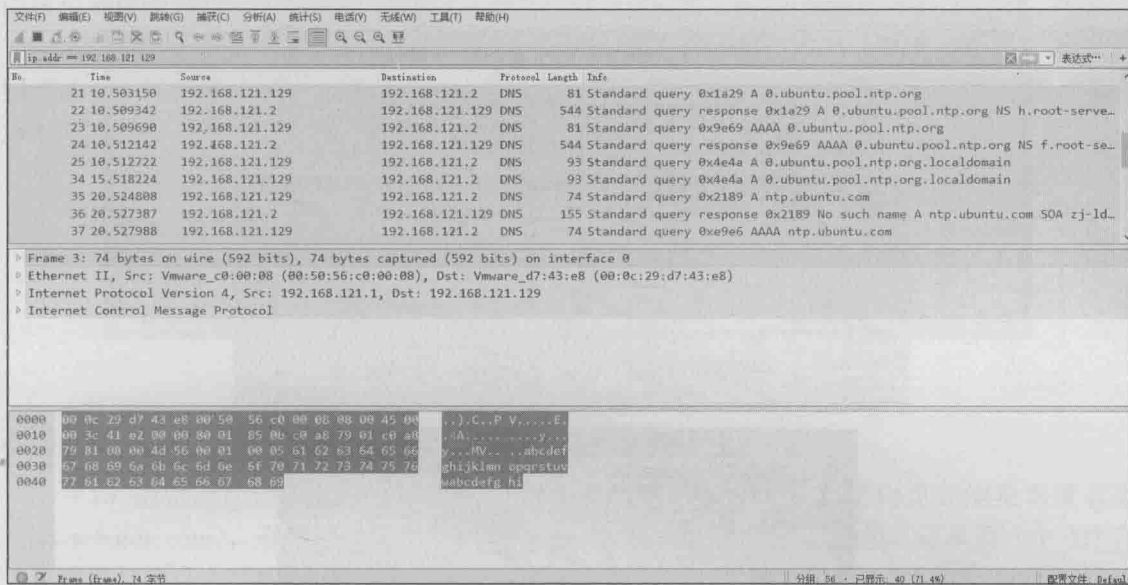 文件(F) 编辑(E) 视图(V) 跳转(G) 捕获(C) 分析(A) 统计(S) 电话(Y) 无线(W) 工具(T) 帮助(H)
ip.addr == 192.168.121.129 表达式… +
No. Time Source Destination Protocol Length Info
21 10.503150 192.168.121.129 192.168.121.2 DNS 81 Standard query 0x1a29 A 0.ubuntu.pool.ntp.org
22 10.509342 192.168.121.2 192.168.121.129 DNS 544 Standard query response 0x1a29 A 0.ubuntu.pool.ntp.org NS h.root-serve…
23 10.509690 192.168.121.129 192.168.121.2 DNS 81 Standard query 0x9e69 AAAA 0.ubuntu.pool.ntp.org
24 10.512142 192.168.121.2 192.168.121.129 DNS 544 Standard query response 0x9e69 AAAA 0.ubuntu.pool.ntp.org NS f.root-se…
25 10.512722 192.168.121.129 192.168.121.2 DNS 93 Standard query 0x4e4a A 0.ubuntu.pool.ntp.org.localdomain
34 15.518224 192.168.121.129 192.168.121.2 DNS 93 Standard query 0x4e4a A 0.ubuntu.pool.ntp.org.localdomain
35 20.524808 192.168.121.129 192.168.121.2 DNS 74 Standard query 0x2189 A ntp.ubuntu.com
36 20.527387 192.168.121.2 192.168.121.129 DNS 155 Standard query response 0x2189 No such name A ntp.ubuntu.com SOA zj-ld…
37 20.527988 192.168.121.129 192.168.121.2 DNS 74 Standard query 0xe9e6 AAAA ntp.ubuntu.com
Frame 3: 74 bytes on wire (592 bits), 74 bytes captured (592 bits) on interface 0
Ethernet II, Src: Vmware_c0:00:08 (00:50:56:c0:00:08), Dst: Vmware_d7:43:e8 (00:0c:29:d7:43:e8)
Internet Protocol Version 4, Src: 192.168.121.1, Dst: 192.168.121.129
Internet Control Message Protocol
0000 00 0c 29 d7 43 e8 00 50 56 c0 00 08 08 00 45 00 ..).C..P V.....E.
0010 00 3c 41 e2 00 00 80 01 85 0b c0 a8 79 01 c0 a8 .<A..... ....y...
0020 79 81 08 00 4d 56 00 01 00 05 61 62 63 64 65 66 y...MV.. ..abcdef
0030 67 68 69 6a 6b 6c 6d 6e 6f 70 71 72 73 74 75 76 ghijklmn opqrstuv
0040 77 61 62 63 64 65 66 67 68 69 wabcdefg hi
Frame (frame), 74 字节 分组: 56 · 已显示: 40 (71.4%) 配置文件: Defaul